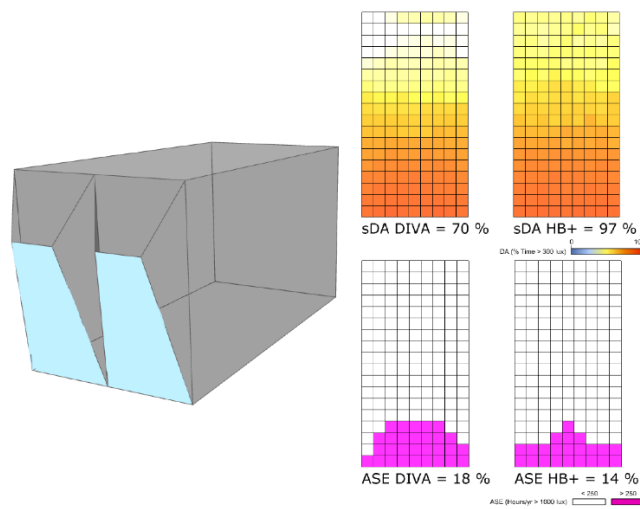 sDA DIVA = 70 %
sDA HB+ = 97 %
0
10
DA (% Time > 300 lux)
ASE DIVA = 18 %
ASE HB+ = 14 %
< 250
> 250
ASE (Hours/yr > 1000 lux)